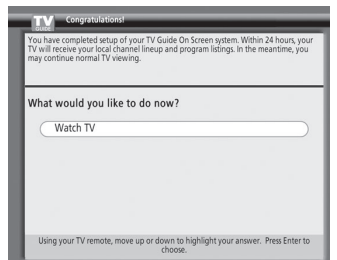 TV GUIDE
Congratulations!
You have completed setup of your TV Guide On Screen system. Within 24 hours, your
TV will receive your local channel lineup and program listings. In the meantime, you
may continue normal TV viewing.
What would you like to do now?
Watch TV
Using your TV remote, move up or down to highlight your answer. Press Enter to
choose.